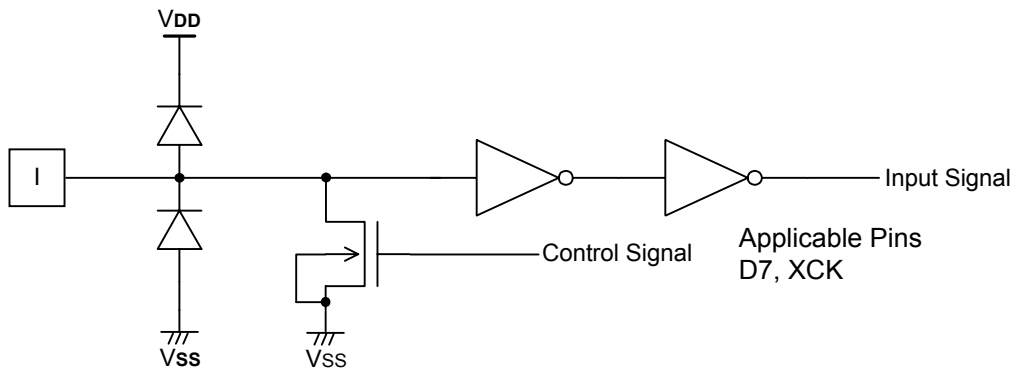 VDD
I
Input Signal
Control Signal
Applicable Pins
D7, XCK
VSS
VSS